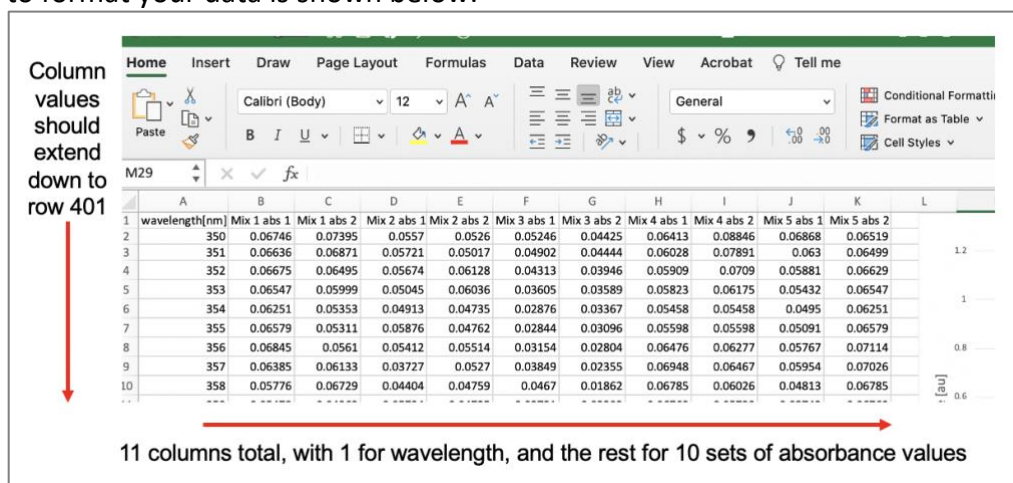 to format your data is shown below.
Column
values
should
extend
down to
row 401
Home Insert Draw Page Layout Formulas Data Review View Acrobat Tell me
Paste
Calibri (Body) 12 A^ A˅
B I U A
ab
General
$ % 9 .00 .0 .00
Conditional Formatti
Format as Table
Cell Styles
M29 fx
A B C D E F G H I J K L
1 wavelength[nm] Mix 1 abs 1 Mix 1 abs 2 Mix 2 abs 1 Mix 2 abs 2 Mix 3 abs 1 Mix 3 abs 2 Mix 4 abs 1 Mix 4 abs 2 Mix 5 abs 1 Mix 5 abs 2
2 350 0.06746 0.07395 0.0557 0.0526 0.05246 0.04425 0.06413 0.08846 0.06868 0.06519
3 351 0.06636 0.06871 0.05721 0.05017 0.04902 0.04444 0.06028 0.07891 0.063 0.06499
4 352 0.06675 0.06495 0.05674 0.06128 0.04313 0.03946 0.05909 0.0709 0.05881 0.06629
5 353 0.06547 0.05999 0.05045 0.06036 0.03605 0.03589 0.05823 0.06175 0.05432 0.06547
6 354 0.06251 0.05353 0.04913 0.04735 0.02876 0.03367 0.05458 0.05458 0.0495 0.06251
7 355 0.06579 0.05311 0.05876 0.04762 0.02844 0.03096 0.05598 0.05598 0.05091 0.06579
8 356 0.06845 0.0561 0.05412 0.05514 0.03154 0.02804 0.06476 0.06277 0.05767 0.07114
9 357 0.06385 0.06133 0.03727 0.0527 0.03849 0.02355 0.06948 0.06467 0.05954 0.07026
10 358 0.05776 0.06729 0.04404 0.04759 0.0467 0.01862 0.06785 0.06026 0.04813 0.06785
1.2
1
0.8
0.6
[au]
11 columns total, with 1 for wavelength, and the rest for 10 sets of absorbance values